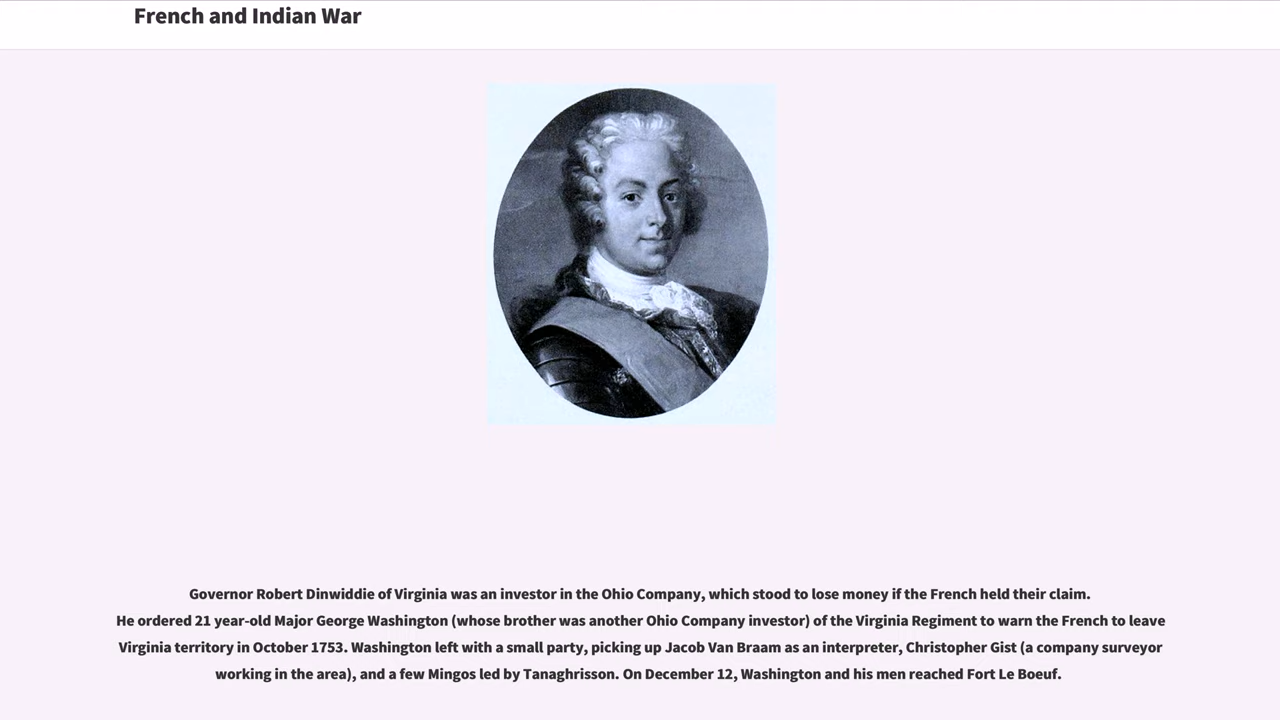 French and Indian War
Governor Robert Dinwiddie of Virginia was an investor in the Ohio Company, which stood to lose money if the French held their claim.
He ordered 21 year-old Major George Washington (whose brother was another Ohio Company investor) of the Virginia Regiment to warn the French to leave
Virginia territory in October 1753. Washington left with a small party, picking up Jacob Van Braam as an interpreter, Christopher Gist (a company surveyor
working in the area), and a few Mingos led by Tanaghrisson. On December 12, Washington and his men reached Fort Le Boeuf.